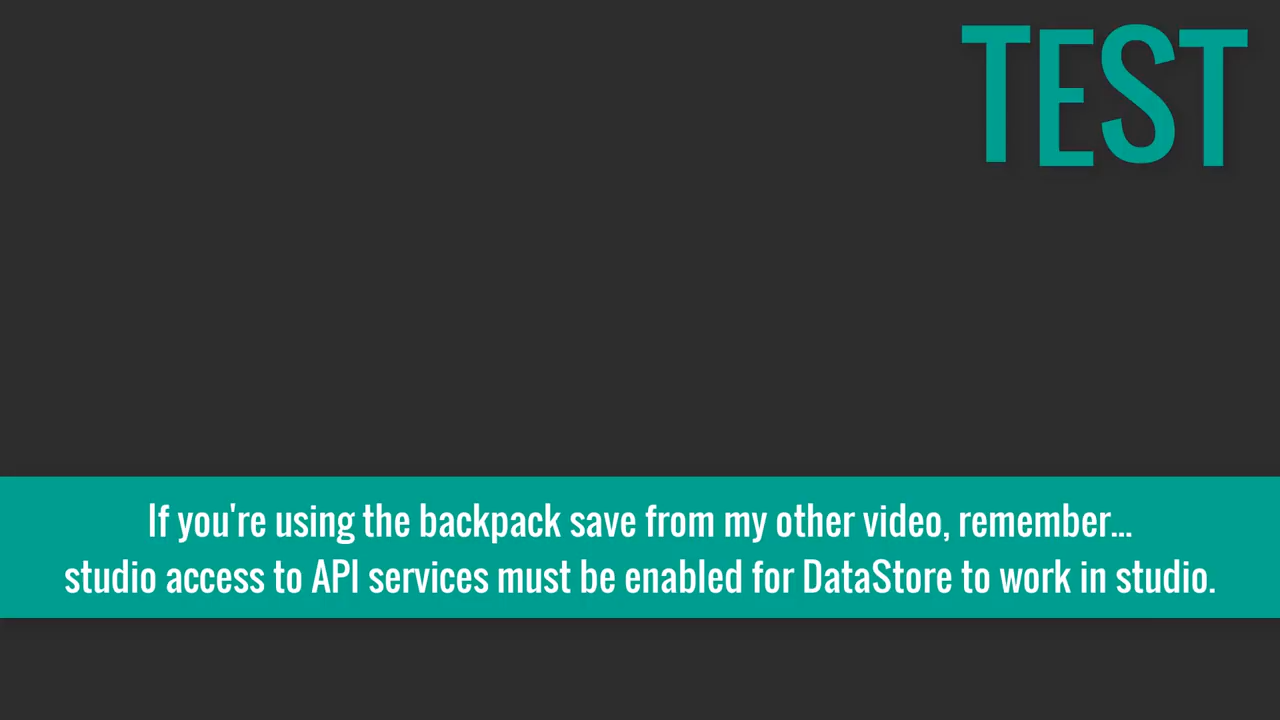 TEST
If you're using the backpack save from my other video, remember...
studio access to API services must be enabled for DataStore to work in studio.